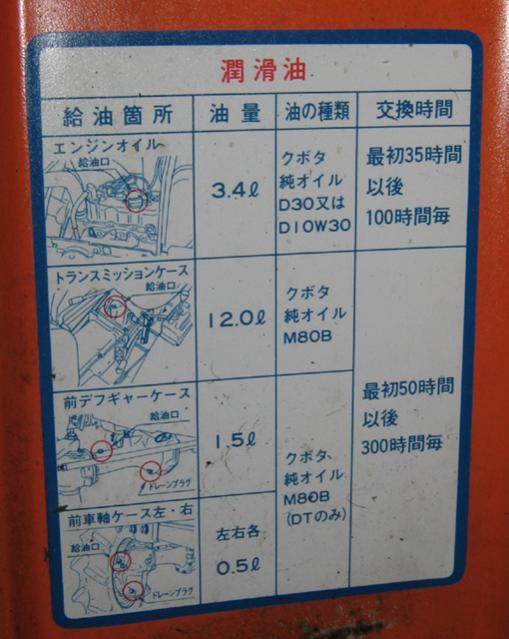 潤滑油
給油箇所 油量 油の種類 交換時間
エンジンオイル
給油口
3.4ℓ
クボタ
純オイル
D30又は
D10W30
最初35時間
以後
100時間毎
トランスミッションケース
給油口
12.0ℓ
クボタ
純オイル
M80B
前デフギャーケース
給油口
ドレーンプラグ
1.5ℓ
クボタ
純オイル
M80B
(DTのみ)
最初50時間
以後
300時間毎
前車軸ケース左・右
給油口
ドレーンプラグ
左右各
0.5ℓ